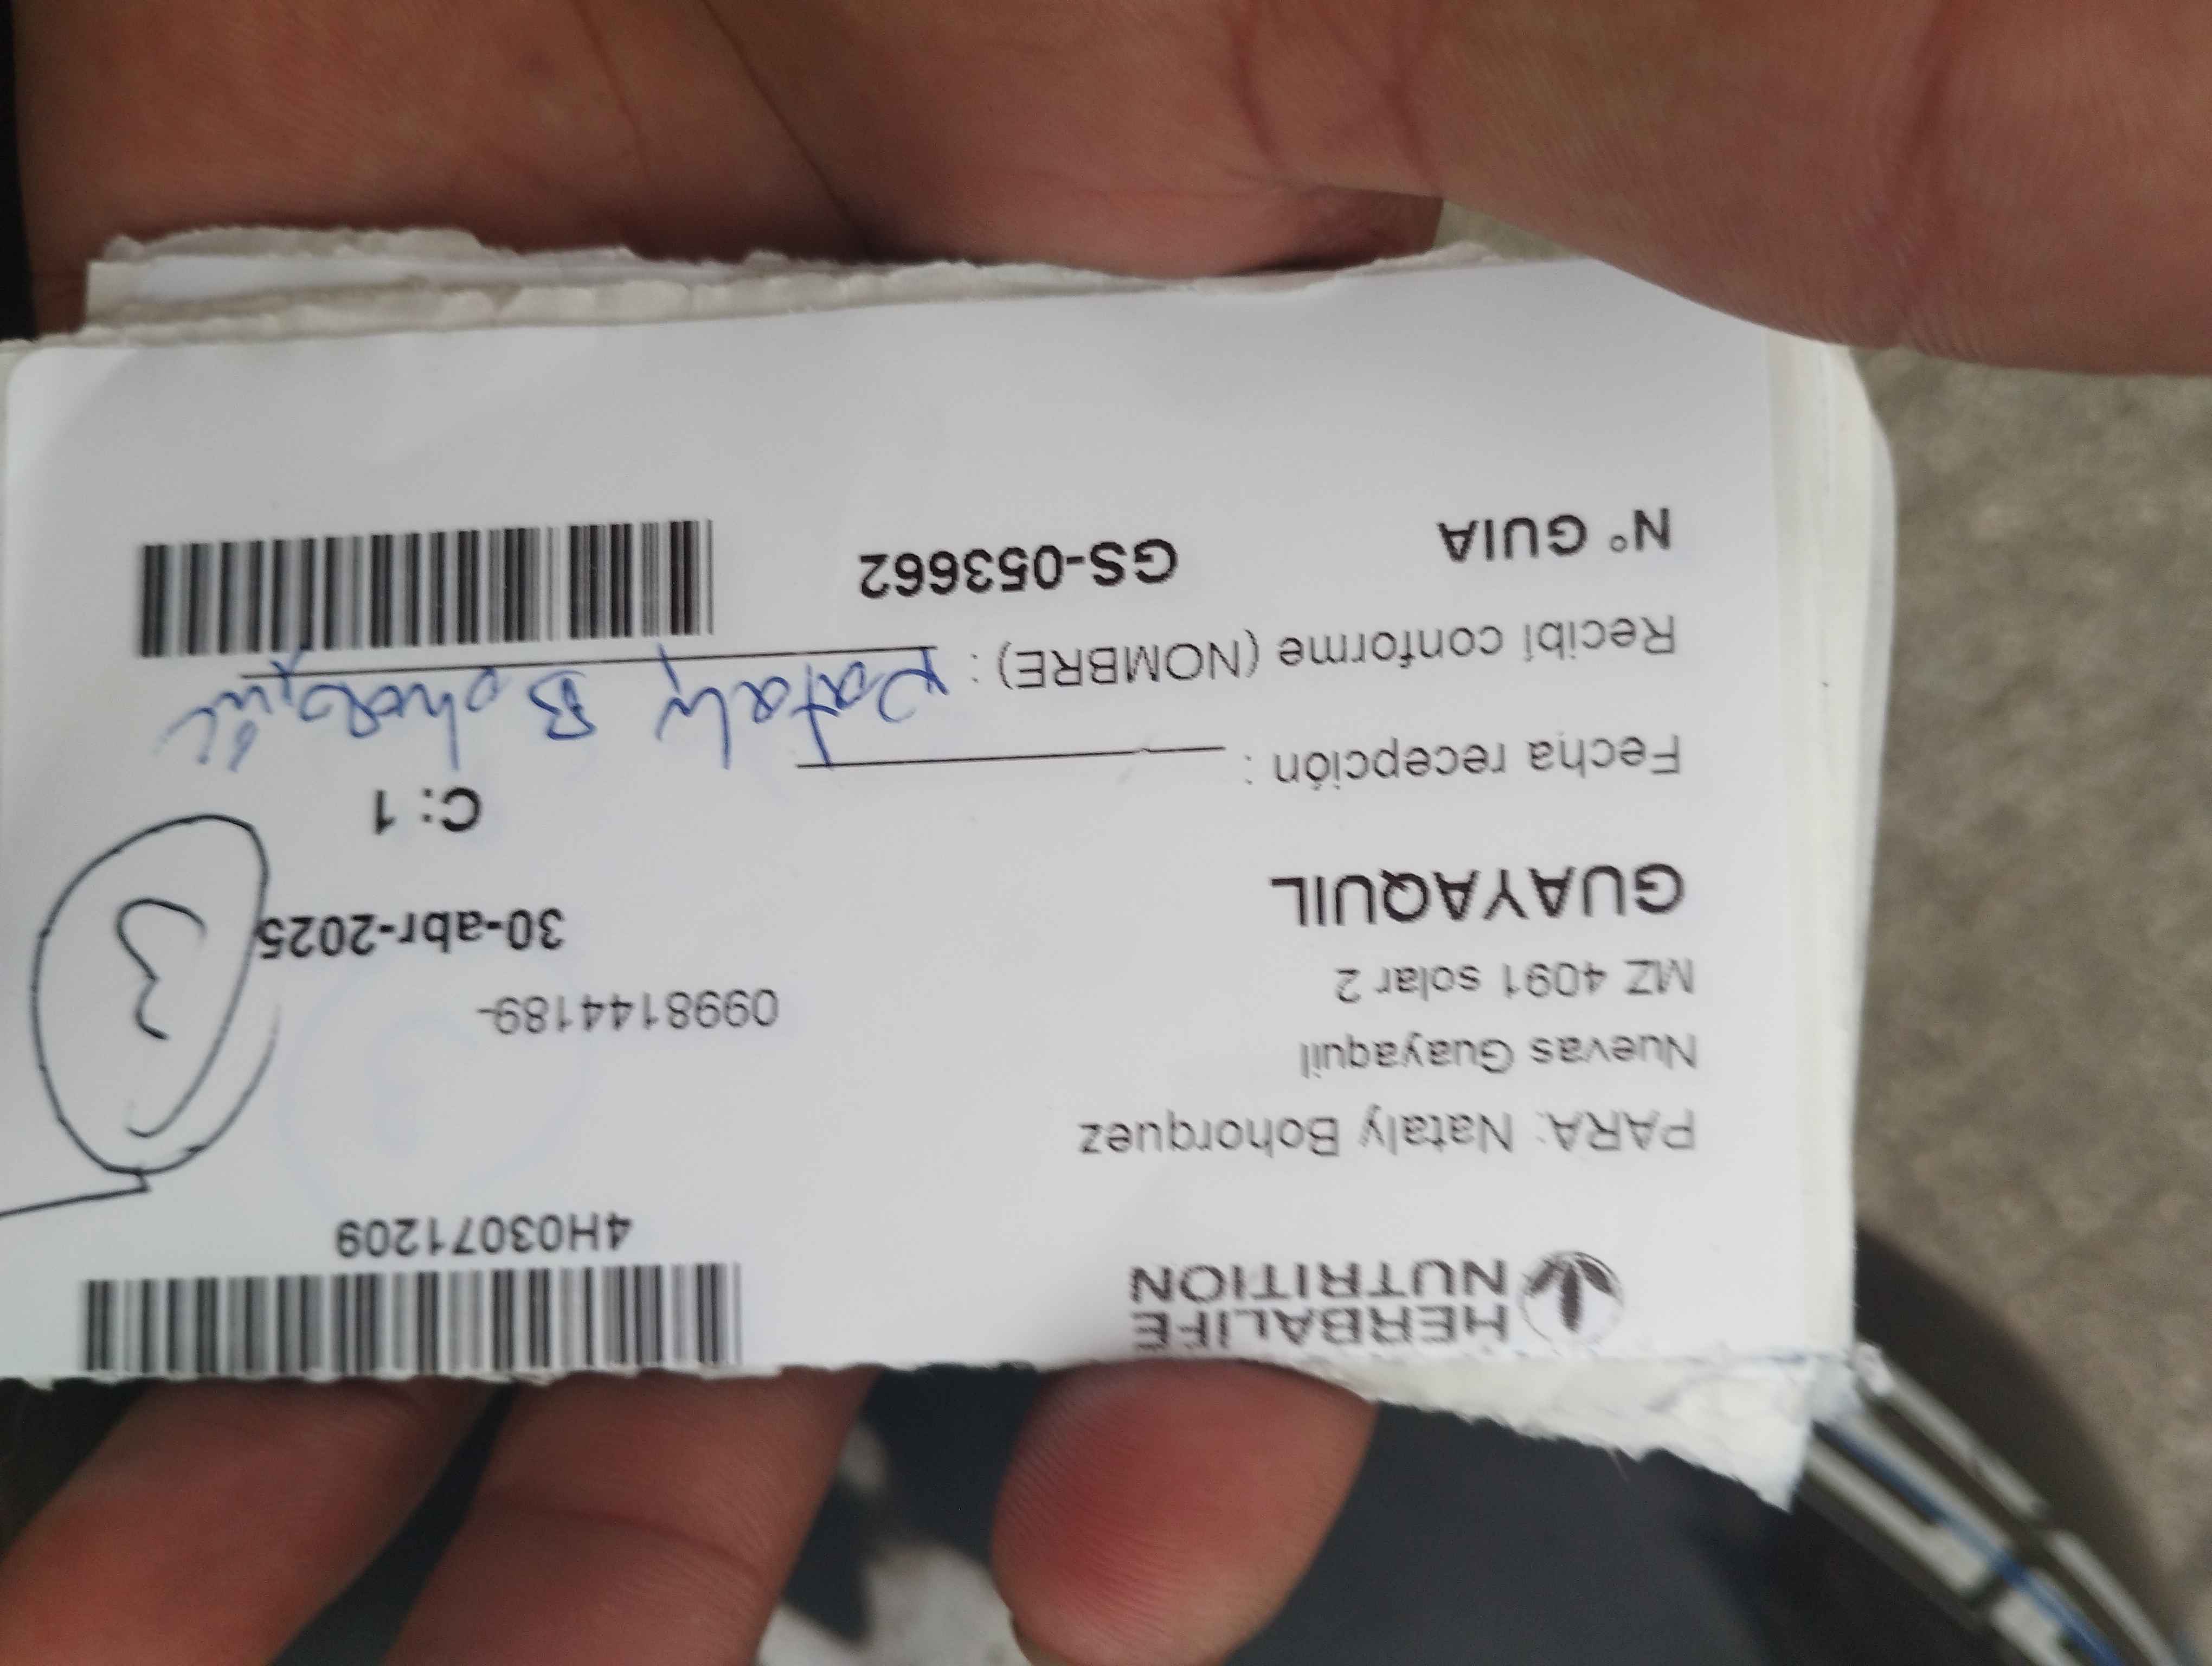 HERBALIFE
NUTRITION
4H03071209
PARA: Nataly Bohorquez
Nuevas Guayaquil
MZ 4091 solar 2
0998144189-
GUAYAQUIL
30-abr-2025
3
C: 1
Fecha recepción :
Recibí conforme (NOMBRE) : Nataly Bohorquez
N° GUIA GS-053662